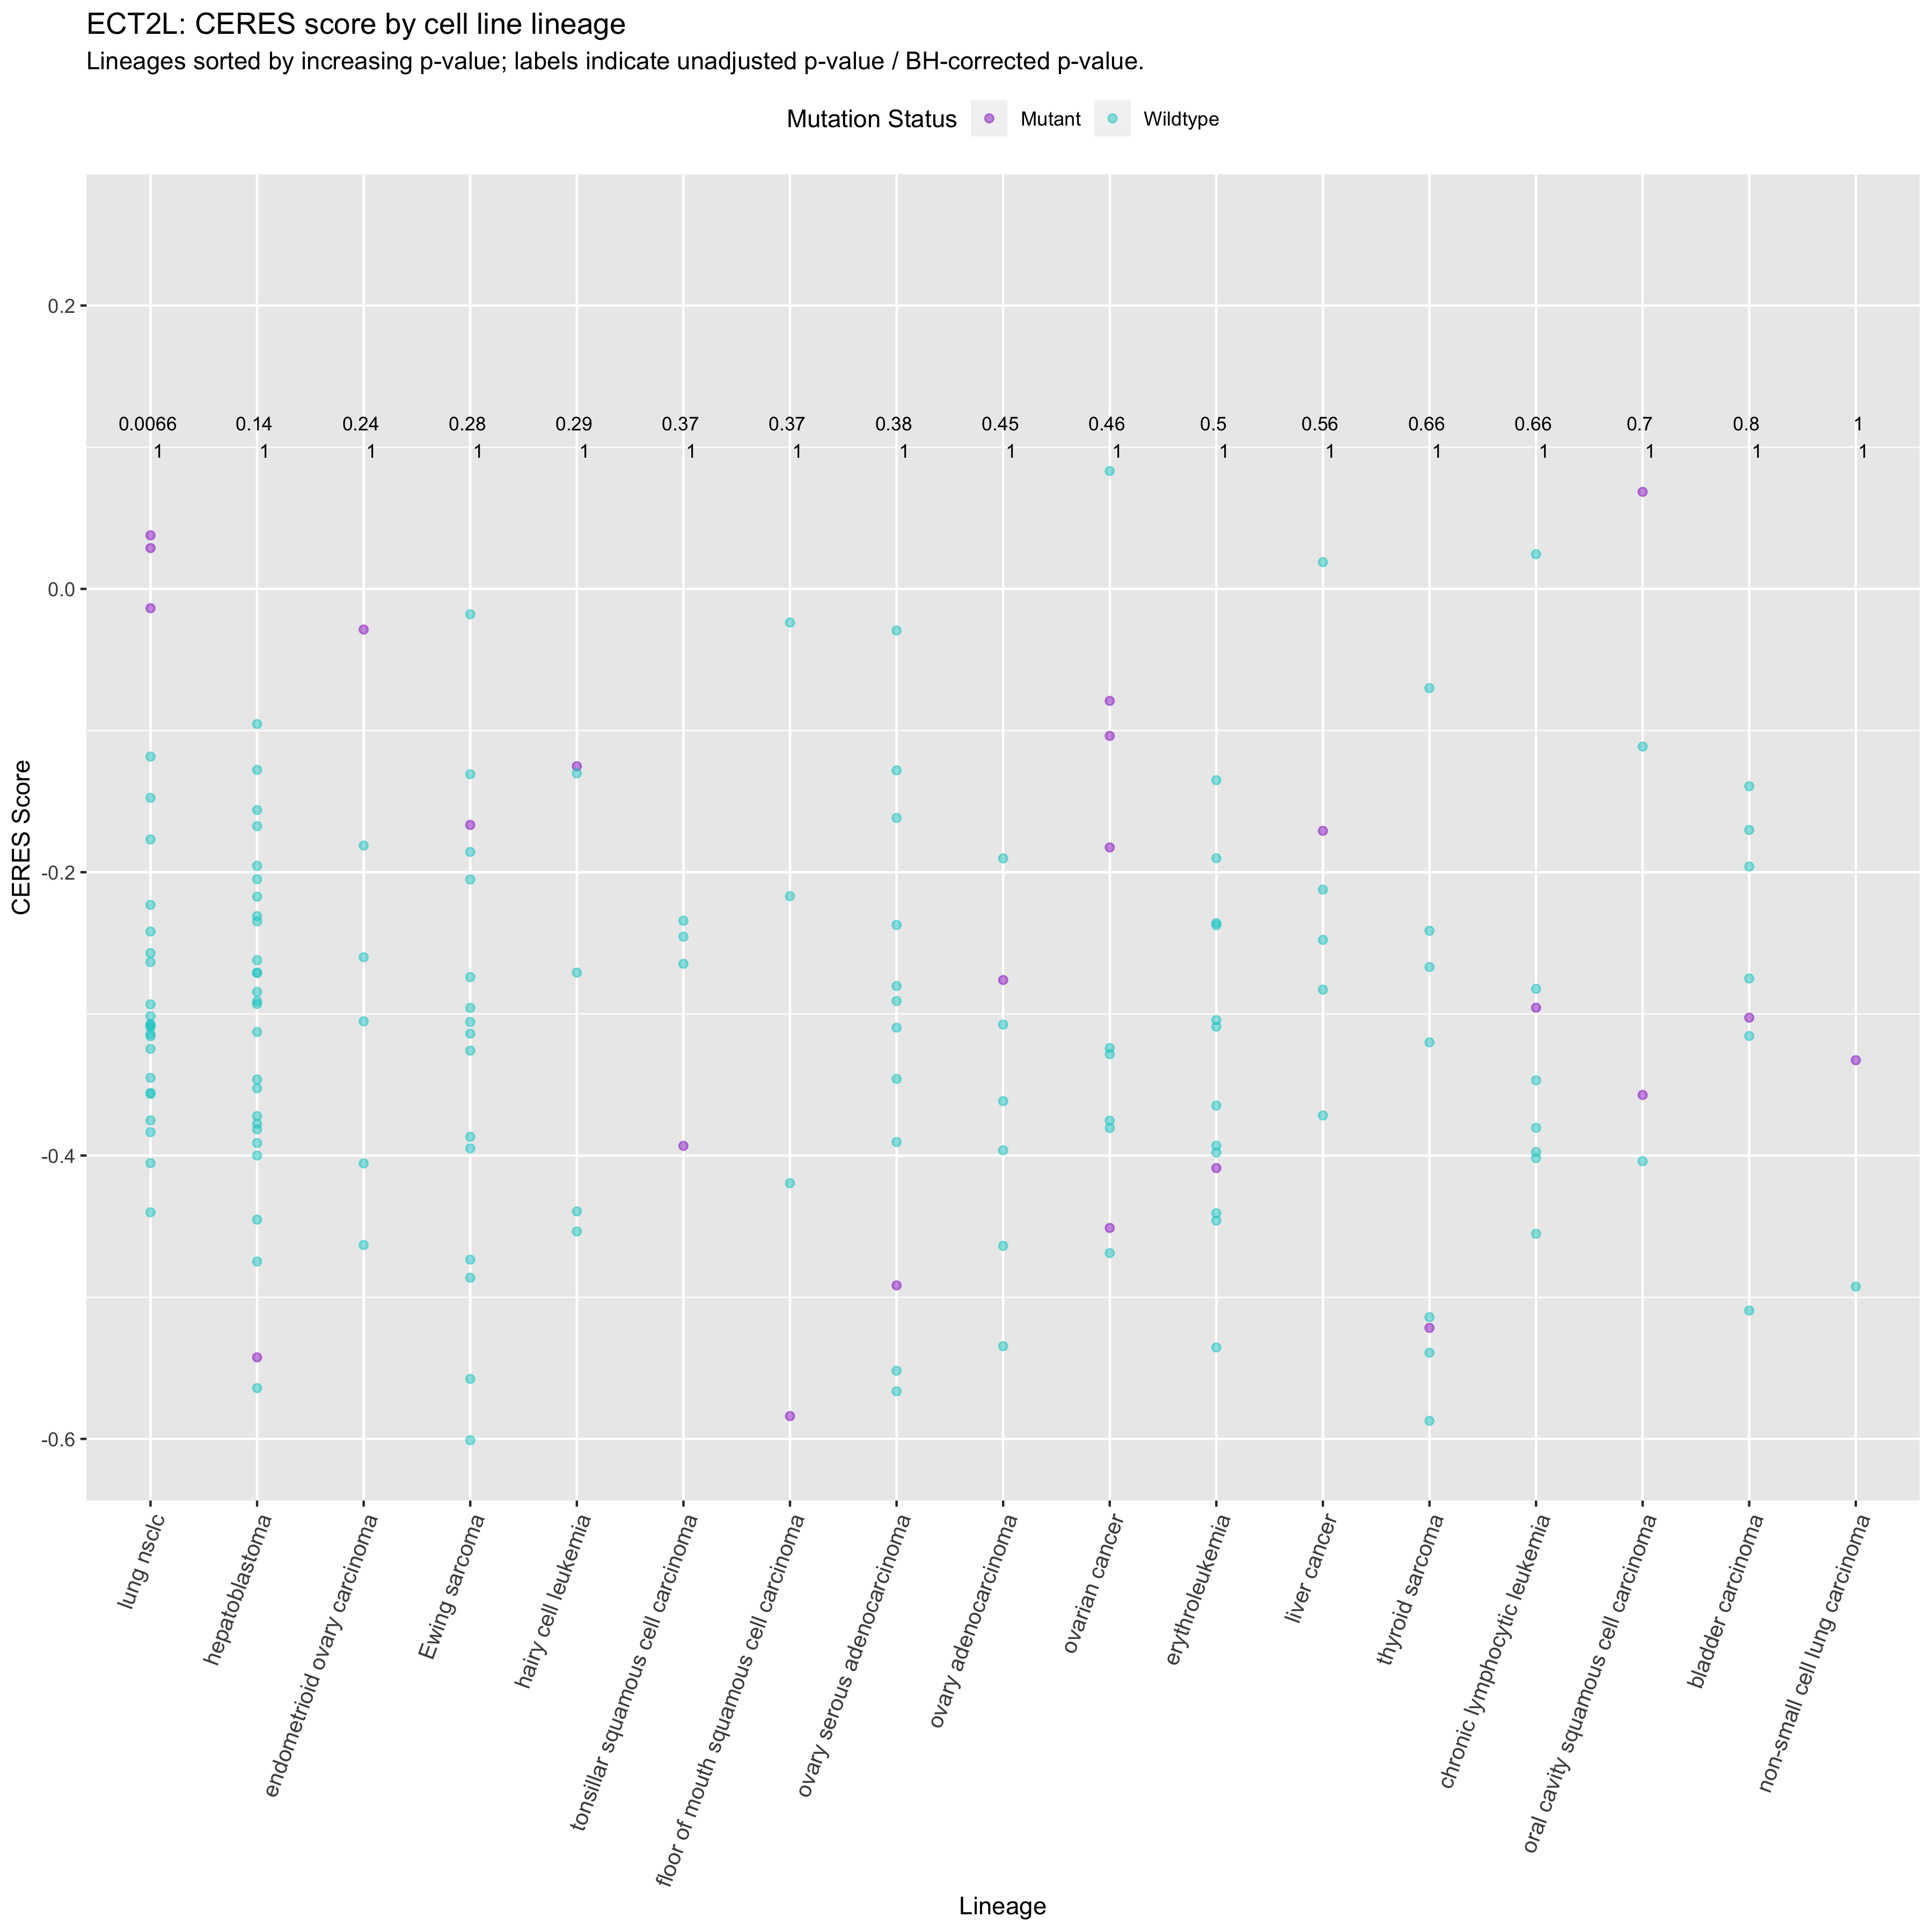 ECT2L: CERES score by cell line lineage
Lineages sorted by increasing p-value; labels indicate unadjusted p-value / BH-corrected p-value.
Mutation Status Mutant Wildtype
0.0066 0.14 0.24 0.28 0.29 0.37 0.37 0.38 0.45 0.46 0.5 0.56 0.66 0.66 0.7 0.8 1
1 1 1 1 1 1 1 1 1 1 1 1 1 1 1 1 1
0.2
0.0
-0.2
-0.4
-0.6
CERES Score
lung nsclc
hepatoblastoma
endometrioid ovary carcinoma
Ewing sarcoma
hairy cell leukemia
tonsillar squamous cell carcinoma
floor of mouth squamous cell carcinoma
ovary serous adenocarcinoma
ovary adenocarcinoma
ovarian cancer
erythroleukemia
liver cancer
thyroid sarcoma
chronic lymphocytic leukemia
oral cavity squamous cell carcinoma
bladder carcinoma
non-small cell lung carcinoma
Lineage